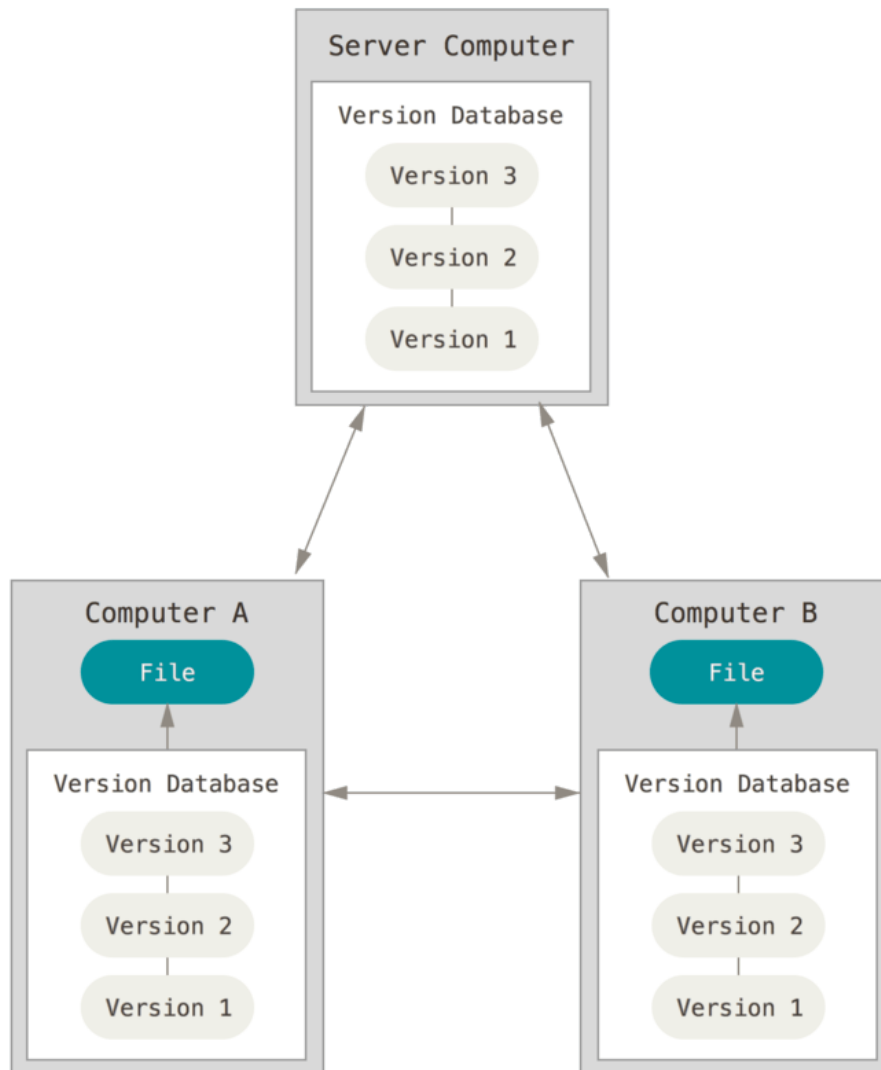 Server Computer
Version Database
Version 3
Version 2
Version 1
Computer A
File
Version Database
Version 3
Version 2
Version 1
Computer B
File
Version Database
Version 3
Version 2
Version 1